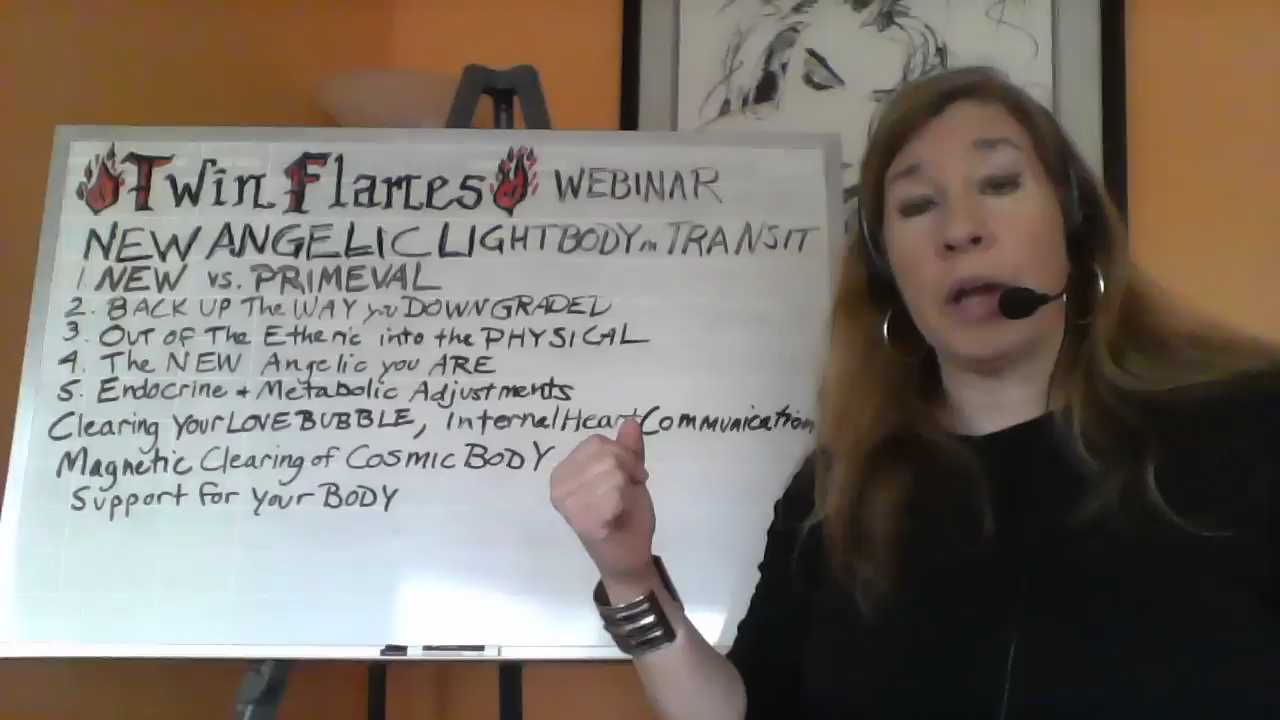 Twin Flames WEBINAR
NEW ANGELIC LIGHTBODY in TRANSIT
1. NEW vs. PRIMEVAL
2. BACK UP The WAY you DOWNGRADED
3. Out of The Etheric into the PHYSICAL
4. The NEW Angelic you ARE
5. Endocrine + Metabolic Adjustments
Clearing Your LOVE BUBBLE, Internal Heart Communication
Magnetic Clearing of COSMIC BODY
Support for your BODY